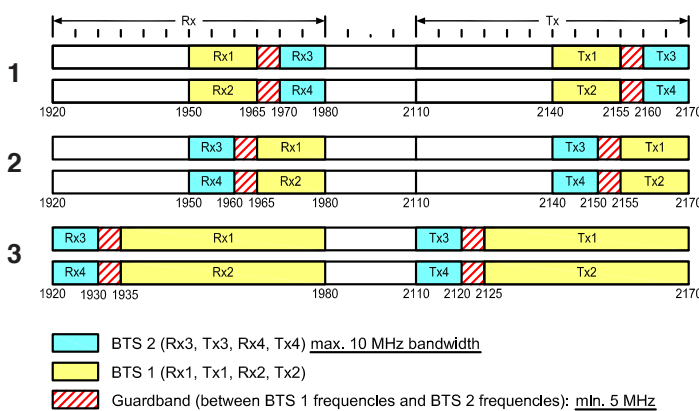 Rx Tx
1
Rx1 Rx3 Tx1 Tx3
Rx2 Rx4 Tx2 Tx4
1920 1950 1965 1970 1980 2110 2140 2155 2160 2170
2
Rx3 Rx1 Tx3 Tx1
Rx4 Rx2 Tx4 Tx2
1920 1950 1960 1965 1980 2110 2140 2150 2155 2170
3
Rx3 Rx1 Tx3 Tx1
Rx4 Rx2 Tx4 Tx2
1920 1930 1935 1980 2110 2120 2125 2170
BTS 2 (Rx3, Tx3, Rx4, Tx4) max. 10 MHz bandwidth
BTS 1 (Rx1, Tx1, Rx2, Tx2)
Guardband (between BTS 1 frequencies and BTS 2 frequencies): min. 5 MHz